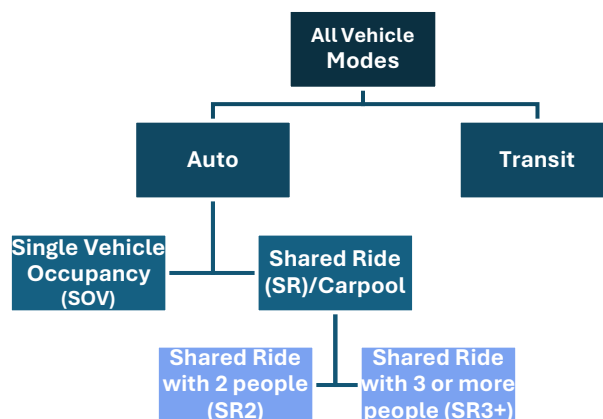 All Vehicle
Modes
Auto
Transit
Single Vehicle
Occupancy
(SOV)
Shared Ride
(SR)/Carpool
Shared Ride
with 2 people
(SR2)
Shared Ride
with 3 or more
people (SR3+)